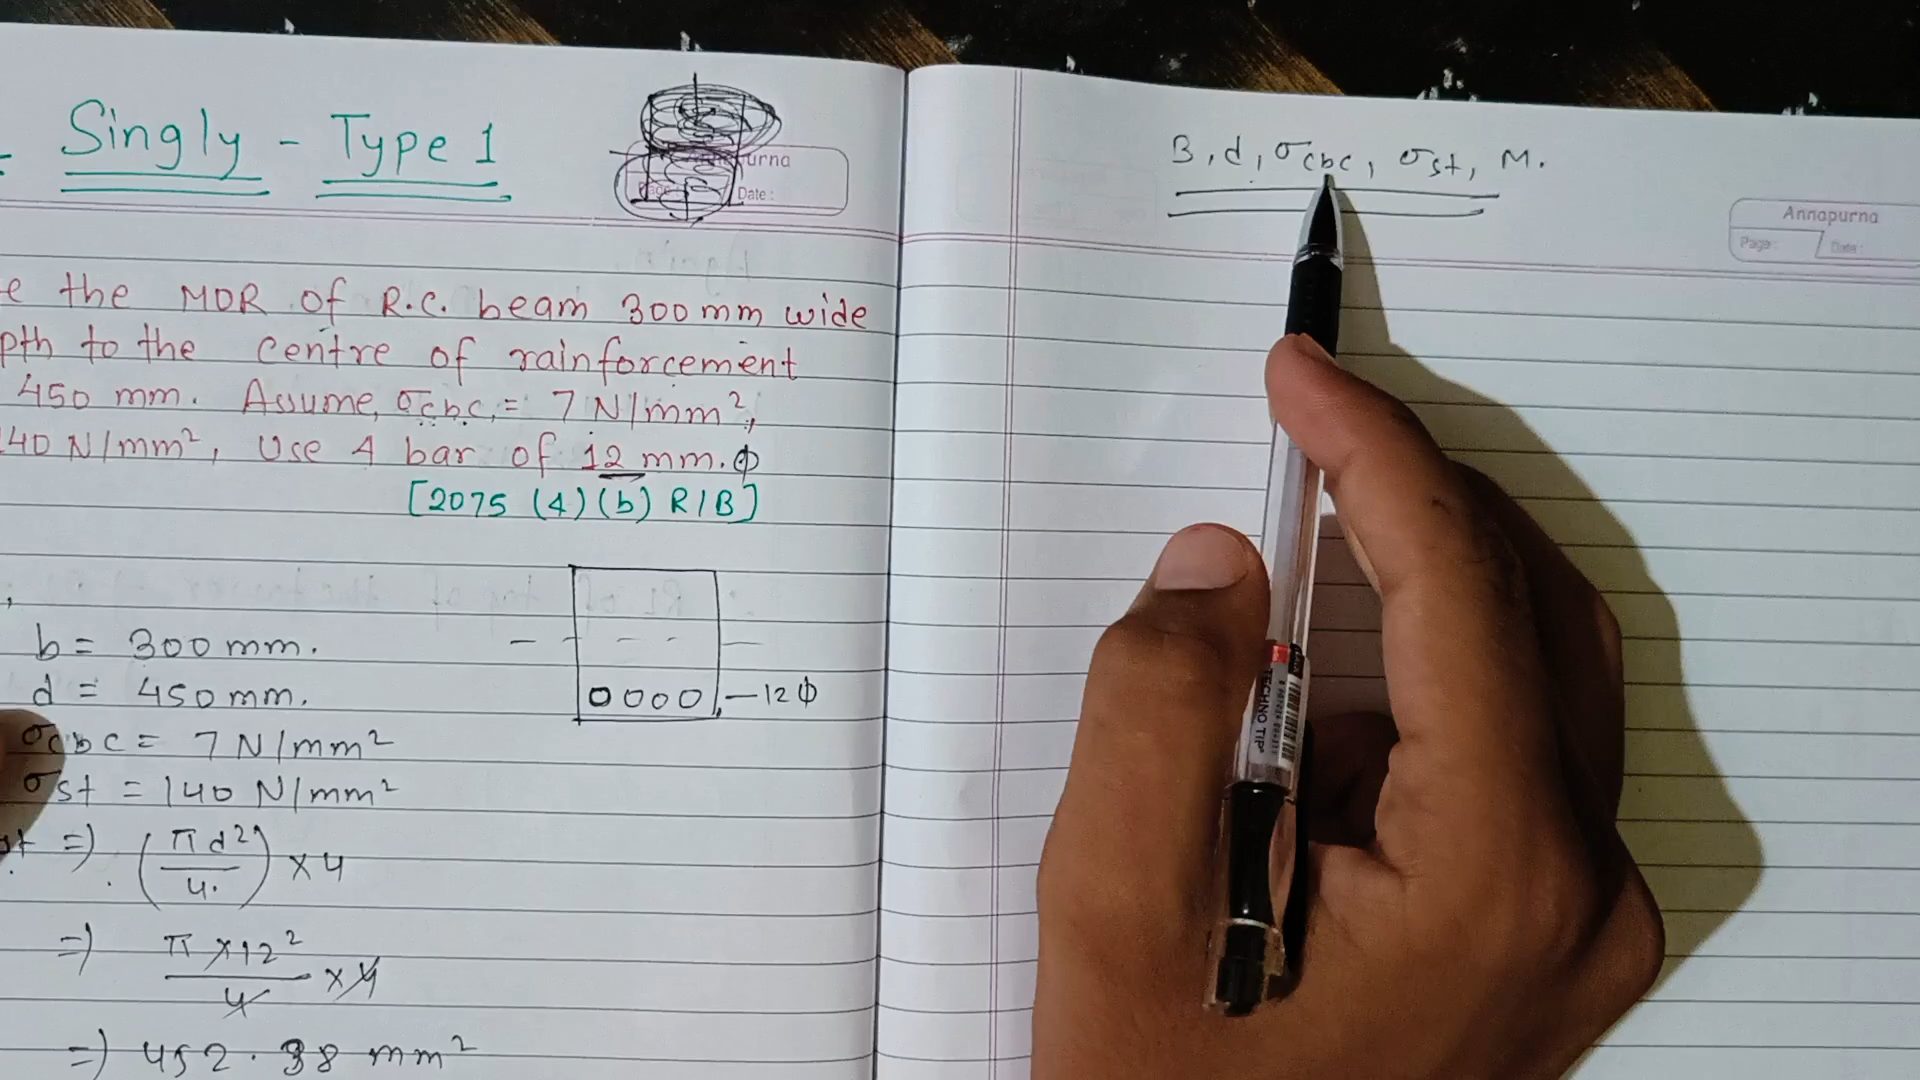 Singly - Type 1
urna
Date:
e the MOR of R.C. beam 300 mm wide
pth to the centre of rainforcement
450 mm. Assume, σcbc, = 7 N/mm²,
40 N/mm², Use 4 bar of 12 mm.ϕ
[2075 (4)(b) R/B]
b = 300 mm.
d = 450 mm.
σcbc = 7 N/mm²
σst = 140 N/mm²
st => (πd²/4) × 4
=> π×12²/4 × 4
=> 452.38 mm²
0000 — 12ϕ
B, d, σcbc, σst, M.
Annapurna
Page:
Date:
TECHNO TIP